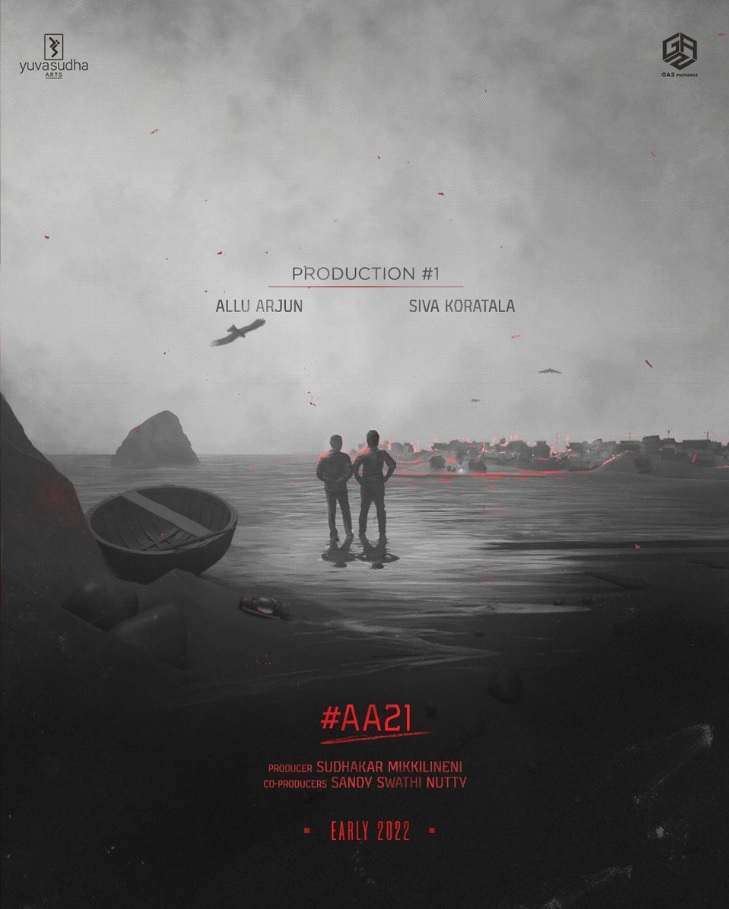 yuvasudha
ARTS
GA2 PICTURES
PRODUCTION #1
ALLU ARJUN SIVA KORATALA
#AA21
PRODUCER SUDHAKAR MIKKILINENI
CO-PRODUCERS SANDY SWATHI NUTTY
EARLY 2022